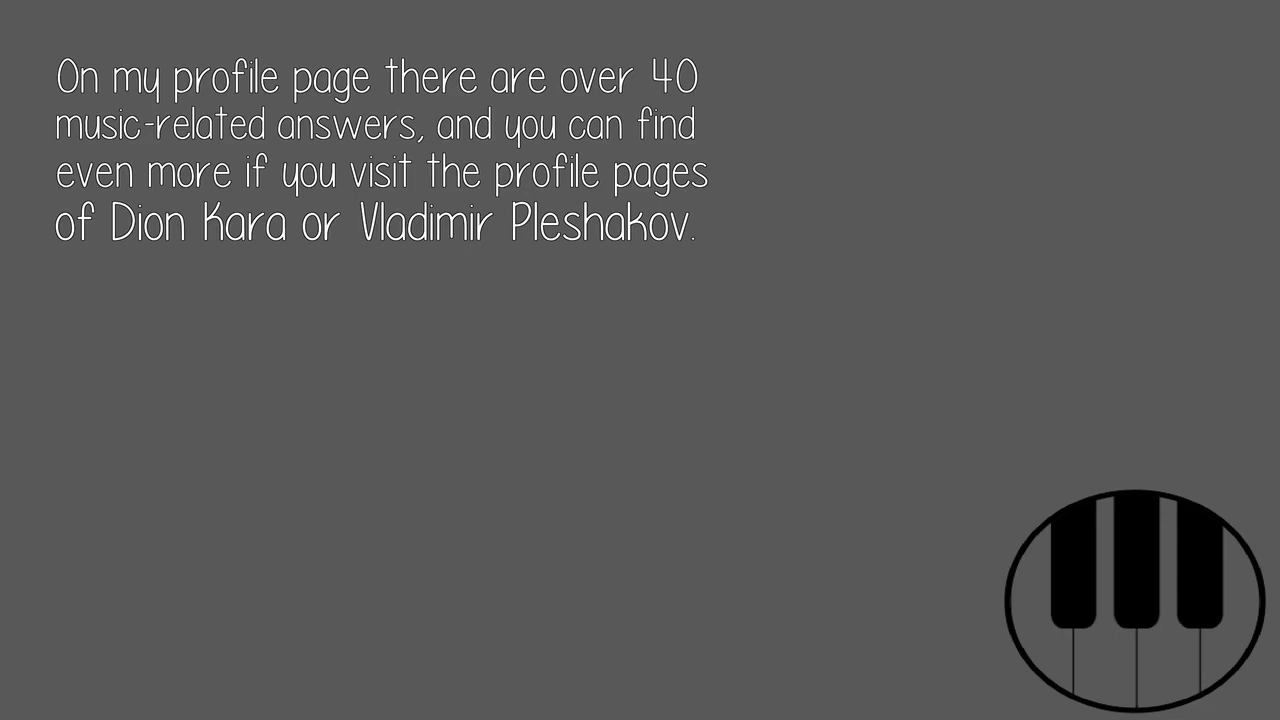 On my profile page there are over 40
music-related answers, and you can find
even more if you visit the profile pages
of Dion Kara or Vladimir Pleshakov.